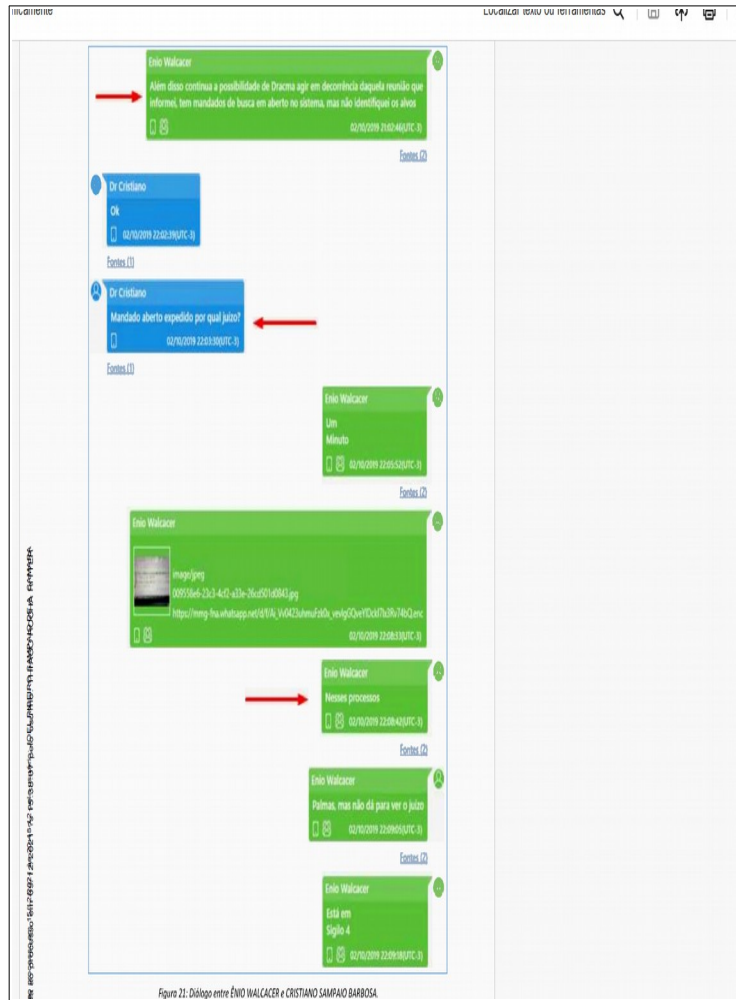 nicamente
Localizar texto ou ferramentas
Enio Walcacer
Além disso continua a possibilidade de Dracma agir em decorrência daquela reunião que
informei, tem mandados de busca em aberto no sistema, mas não identifiquei os alvos
02/10/2019 21:02:46(UTC-3)
Fontes (2)
Dr Cristiano
Ok
02/10/2019 22:02:39(UTC-3)
Fontes (1)
Dr Cristiano
Mandado aberto expedido por qual juízo?
02/10/2019 22:03:30(UTC-3)
Fontes (1)
Enio Walcacer
Um
Minuto
02/10/2019 22:05:52(UTC-3)
Fontes (2)
Enio Walcacer
image/jpeg
02/10/2019 22:08:33(UTC-3)
Enio Walcacer
Nesses processos
02/10/2019 22:08:42(UTC-3)
Fontes (2)
Enio Walcacer
Palmas, mas não dá para ver o juízo
02/10/2019 22:09:05(UTC-3)
Fontes (2)
Enio Walcacer
Está em
Sigilo 4
02/10/2019 22:09:58(UTC-3)
Figura 21: Diálogo entre ÊNIO WALCACER e CRISTIANO SAMPAIO BARBOSA.